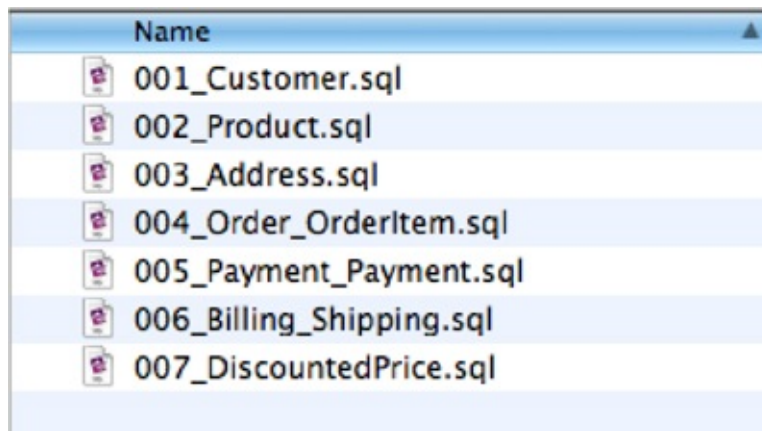 Name
001_Customer.sql
002_Product.sql
003_Address.sql
004_Order_OrderItem.sql
005_Payment_Payment.sql
006_Billing_Shipping.sql
007_DiscountedPrice.sql